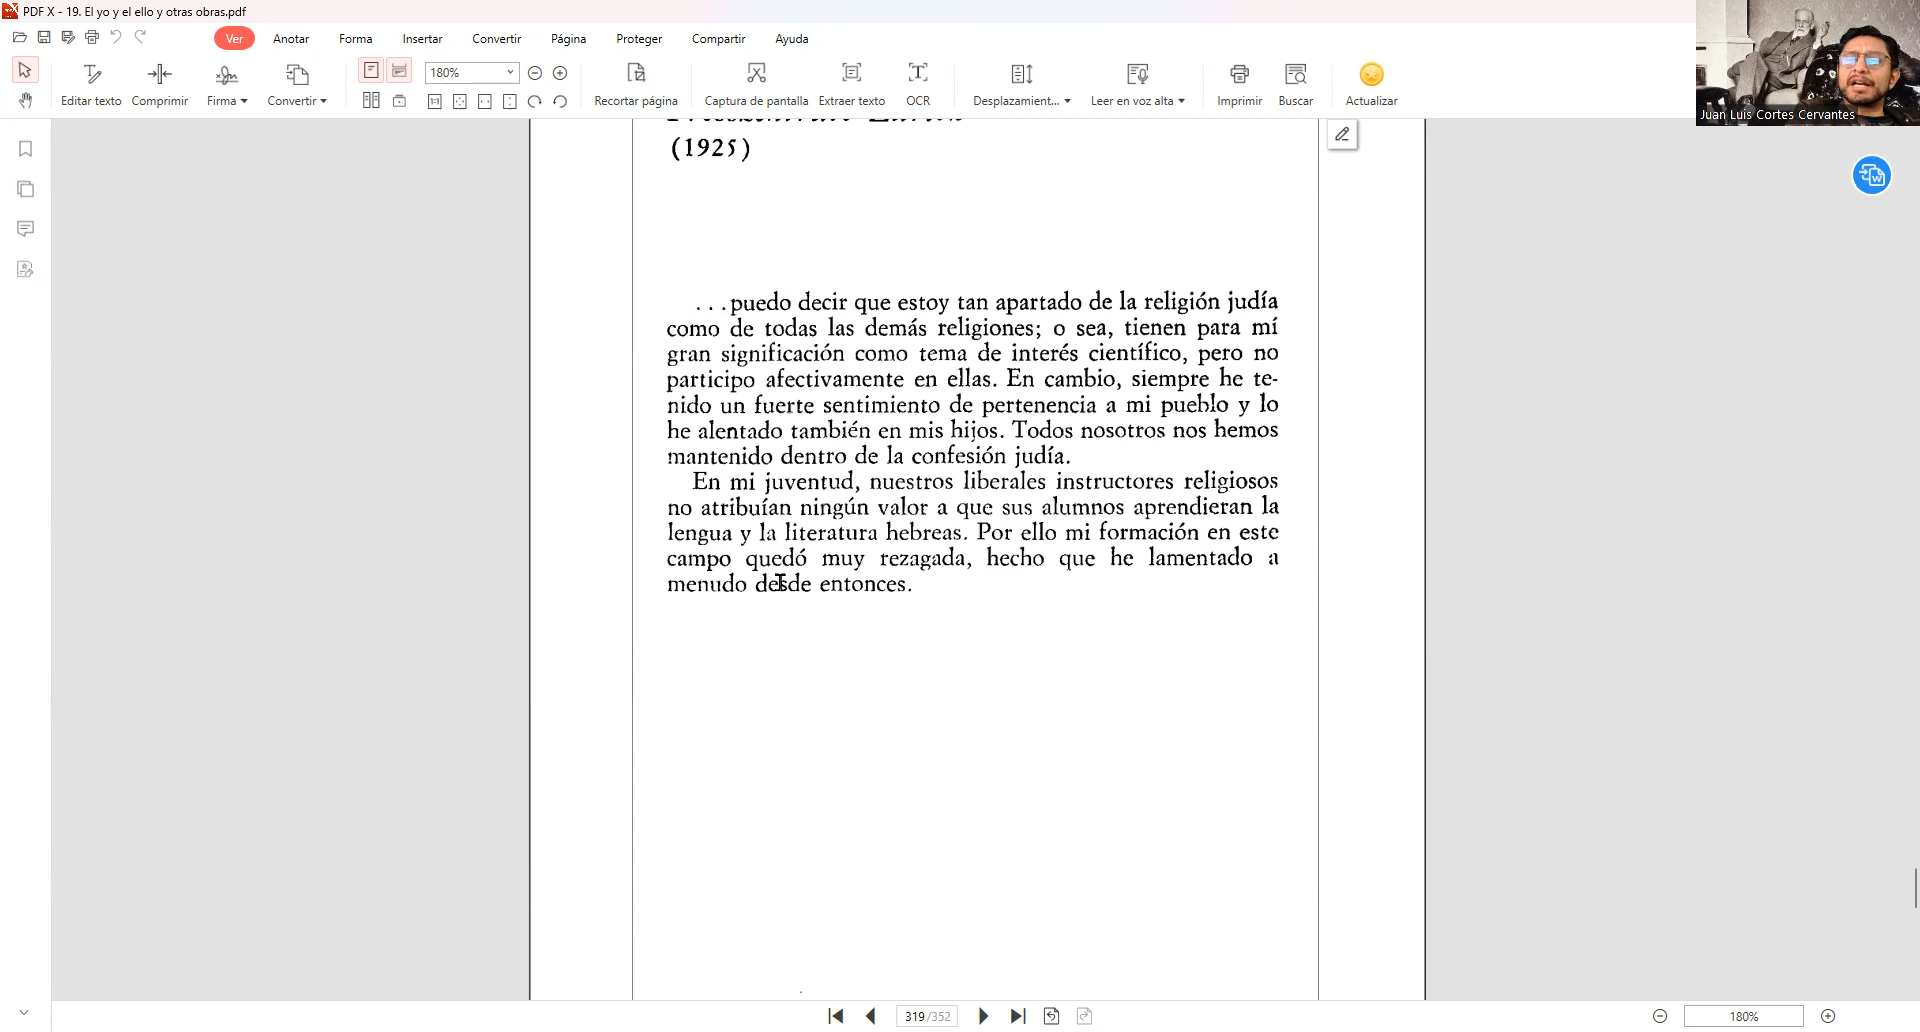 PDF X - 19. El yo y el ello y otras obras.pdf
Ver Anotar Forma Insertar Convertir Página Proteger Compartir Ayuda
180%
Editar texto Comprimir Firma Convertir Recortar página Captura de pantalla Extraer texto OCR Desplazamient... Leer en voz alta Imprimir Buscar Actualizar
Juan Luis Cortes Cervantes
(1925)
...puedo decir que estoy tan apartado de la religión judía
como de todas las demás religiones; o sea, tienen para mí
gran significación como tema de interés científico, pero no
participo afectivamente en ellas. En cambio, siempre he te-
nido un fuerte sentimiento de pertenencia a mi pueblo y lo
he alentado también en mis hijos. Todos nosotros nos hemos
mantenido dentro de la confesión judía.
En mi juventud, nuestros liberales instructores religiosos
no atribuían ningún valor a que sus alumnos aprendieran la
lengua y la literatura hebreas. Por ello mi formación en este
campo quedó muy rezagada, hecho que he lamentado a
menudo desde entonces.
319/352
180%